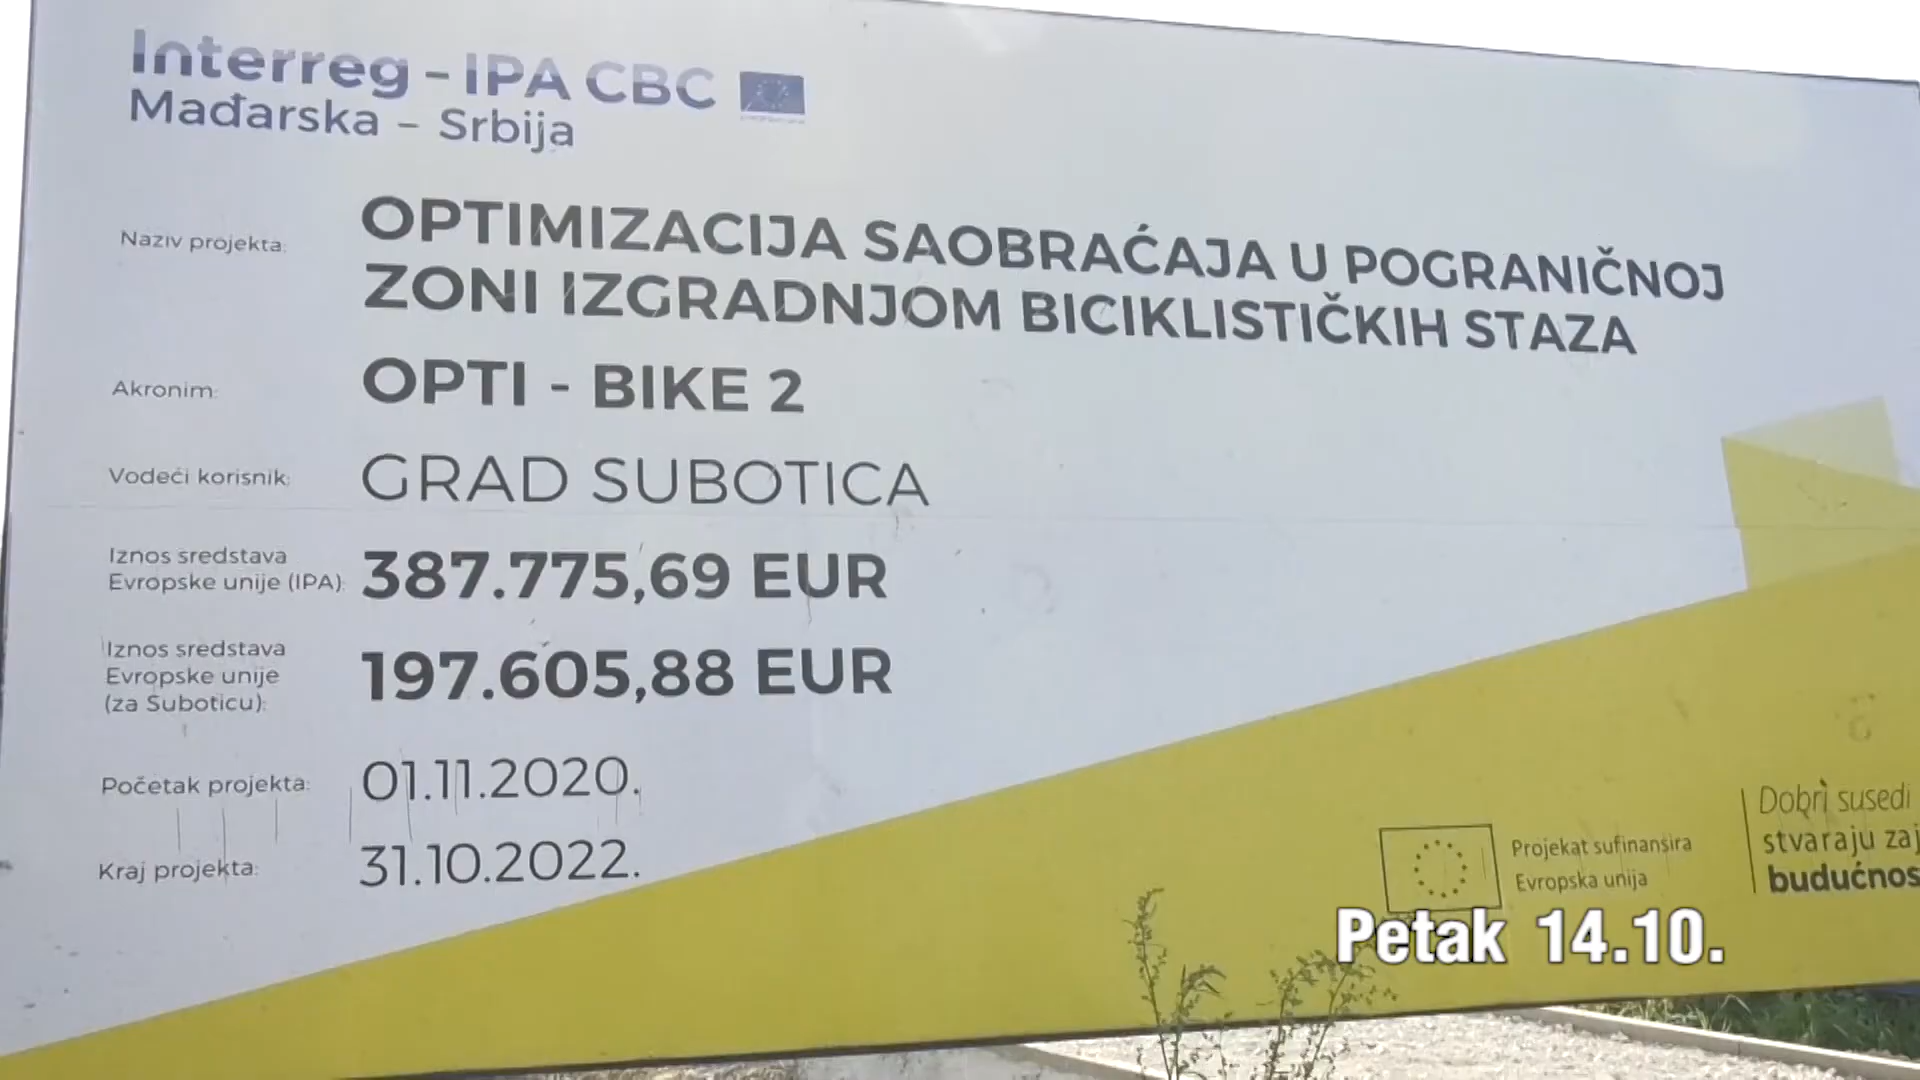 Interreg - IPA CBC
Mađarska - Srbija
Naziv projekta:
OPTIMIZACIJA SAOBRAĆAJA U POGRANIČNOJ
ZONI IZGRADNJOM BICIKLISTIČKIH STAZA
Akronim:
OPTI - BIKE 2
Vodeći korisnik:
GRAD SUBOTICA
Iznos sredstava
Evropske unije (IPA):
387.775,69 EUR
Iznos sredstava
Evropske unije
(za Suboticu):
197.605,88 EUR
Početak projekta:
01.11.2020.
Kraj projekta:
31.10.2022.
Projekat sufinansira
Evropska unija
Dobri susedi
stvaraju zaj
budućnos
Petak 14.10.